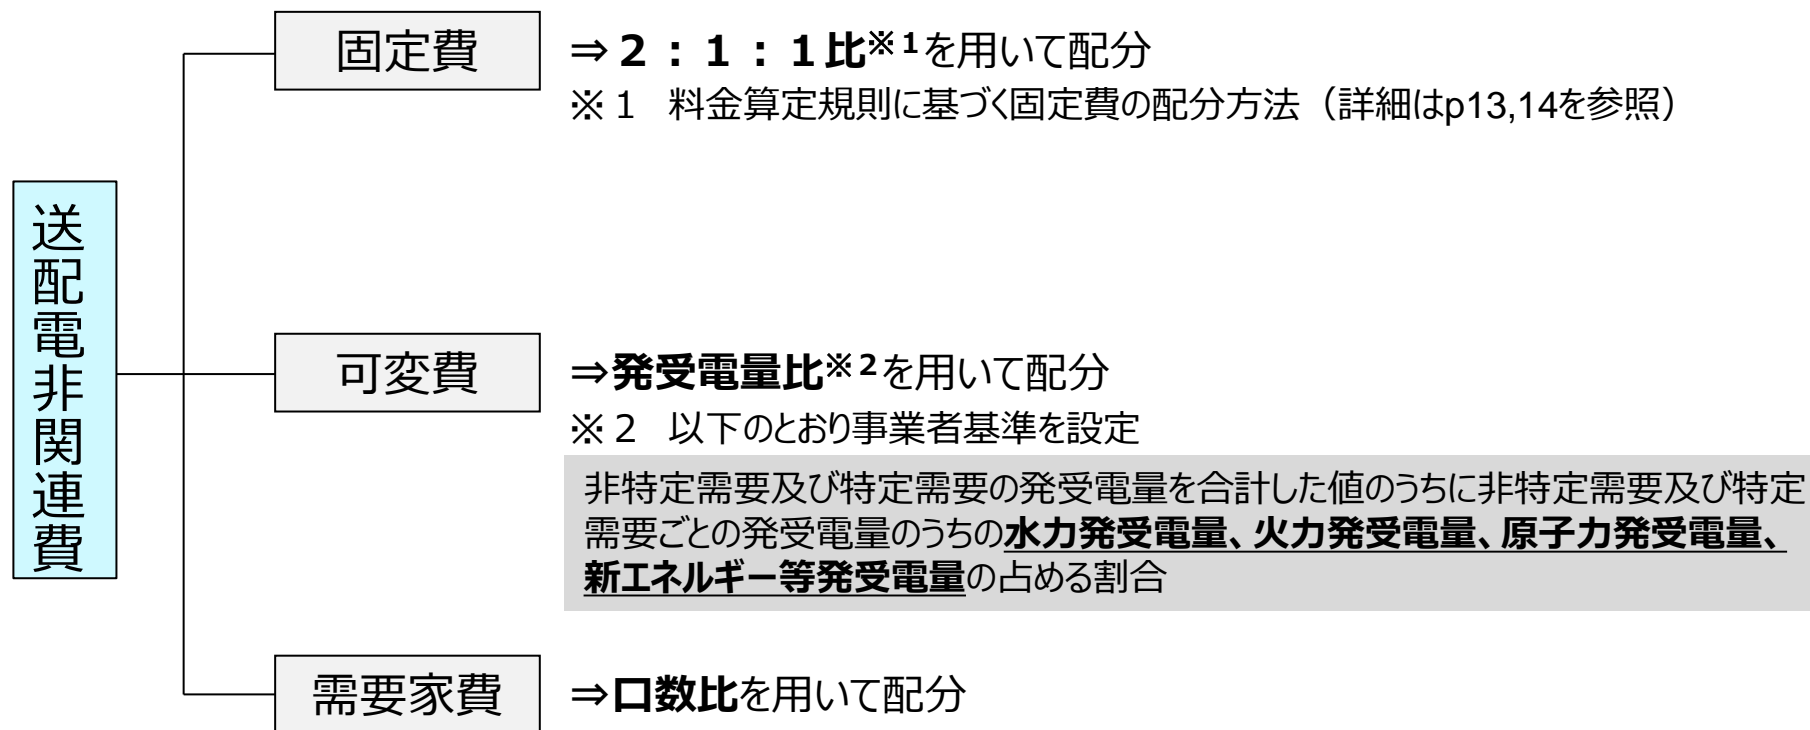 送配電非関連費
固定費
⇒２：１：１比※1を用いて配分
※１　料金算定規則に基づく固定費の配分方法（詳細はp13,14を参照）
可変費
⇒発受電量比※2を用いて配分
※２　以下のとおり事業者基準を設定
非特定需要及び特定需要の発受電量を合計した値のうちに非特定需要及び特定
需要ごとの発受電量のうちの水力発受電量、火力発受電量、原子力発受電量、
新エネルギー等発受電量の占める割合
需要家費
⇒口数比を用いて配分